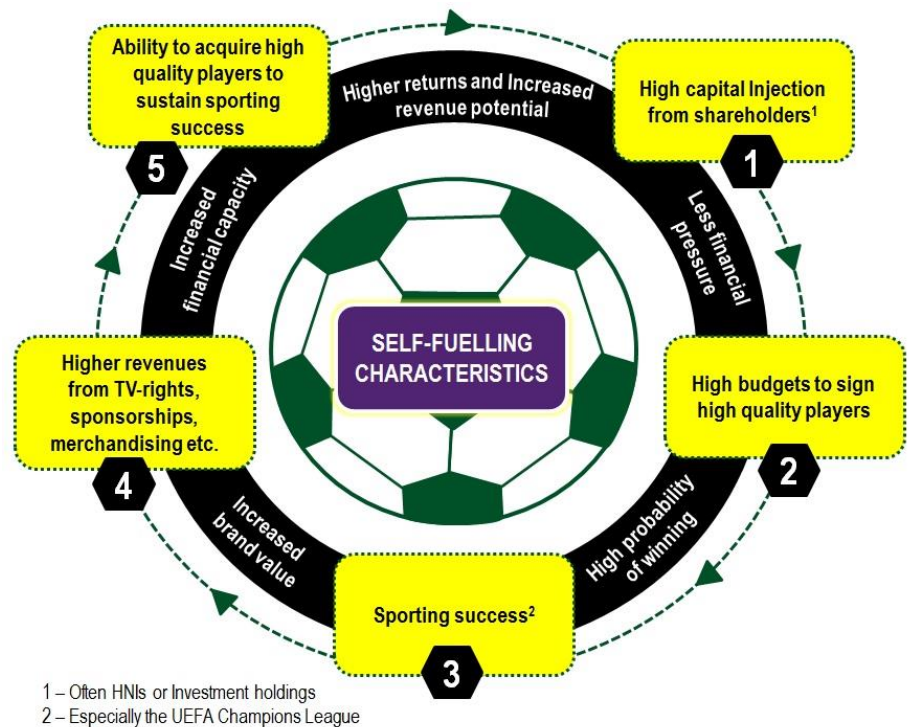 Ability to acquire high
quality players to
sustain sporting
success
5
Higher returns and Increased
revenue potential
High capital Injection
from shareholders¹
1
Less financial
pressure
High budgets to sign
high quality players
2
High probability
of winning
Sporting success²
3
Increased
brand value
Higher revenues
from TV-rights,
sponsorships,
merchandising etc.
4
Increased
financial capacity
SELF-FUELLING
CHARACTERISTICS
1 – Often HNIs or Investment holdings
2 – Especially the UEFA Champions League